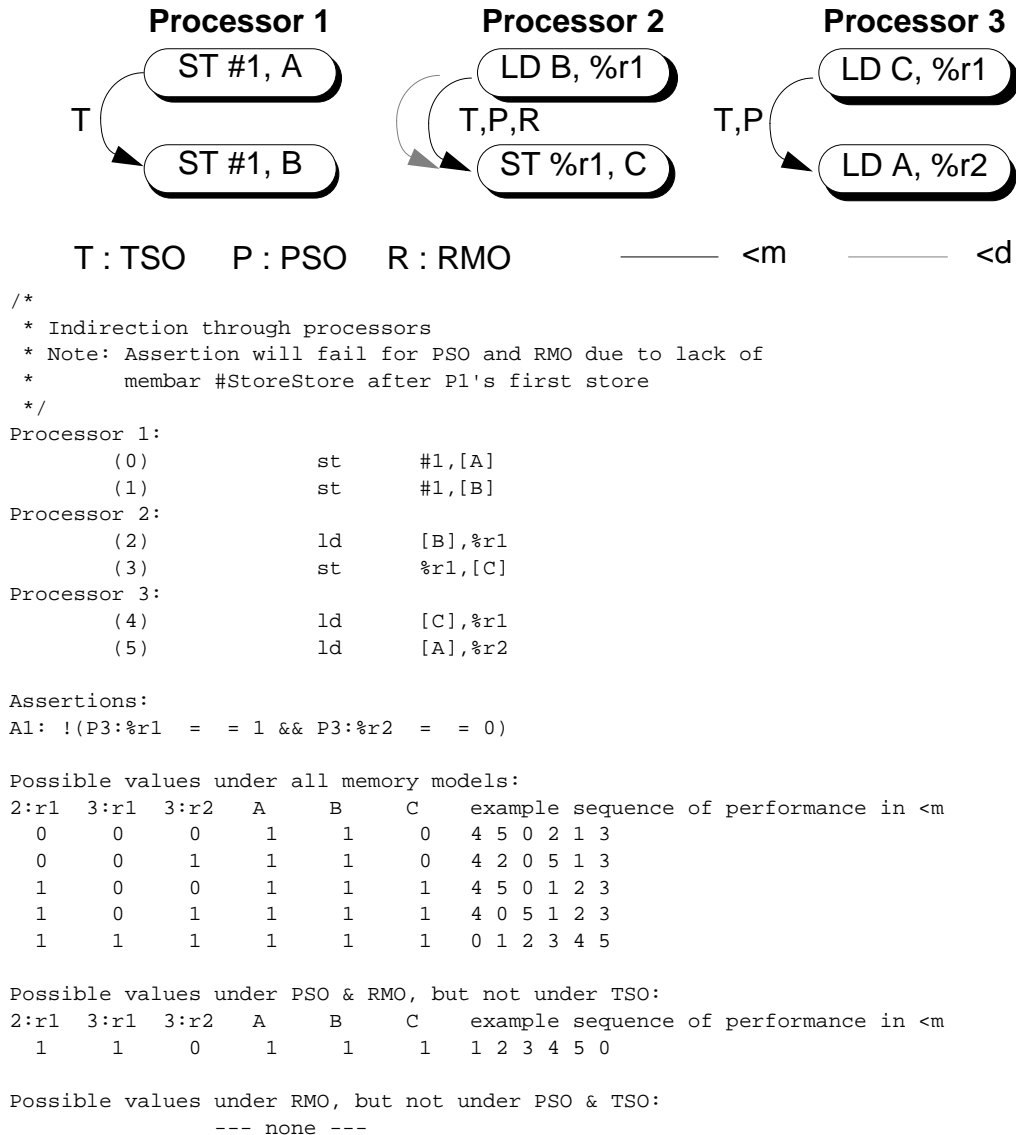 Processor 1 Processor 2 Processor 3
ST #1, A LD B, %r1 LD C, %r1
T T,P,R T,P
ST #1, B ST %r1, C LD A, %r2
T : TSO P : PSO R : RMO <m <d
/*
* Indirection through processors
* Note: Assertion will fail for PSO and RMO due to lack of
* membar #StoreStore after P1's first store
*/
Processor 1:
(0) st #1,[A]
(1) st #1,[B]
Processor 2:
(2) ld [B],%r1
(3) st %r1,[C]
Processor 3:
(4) ld [C],%r1
(5) ld [A],%r2
Assertions:
A1: !(P3:%r1 = = 1 && P3:%r2 = = 0)
Possible values under all memory models:
2:r1 3:r1 3:r2 A B C example sequence of performance in <m
0 0 0 1 1 0 4 5 0 2 1 3
0 0 1 1 1 0 4 2 0 5 1 3
1 0 0 1 1 1 4 5 0 1 2 3
1 0 1 1 1 1 4 0 5 1 2 3
1 1 1 1 1 1 0 1 2 3 4 5
Possible values under PSO & RMO, but not under TSO:
2:r1 3:r1 3:r2 A B C example sequence of performance in <m
1 1 0 1 1 1 1 2 3 4 5 0
Possible values under RMO, but not under PSO & TSO:
--- none ---